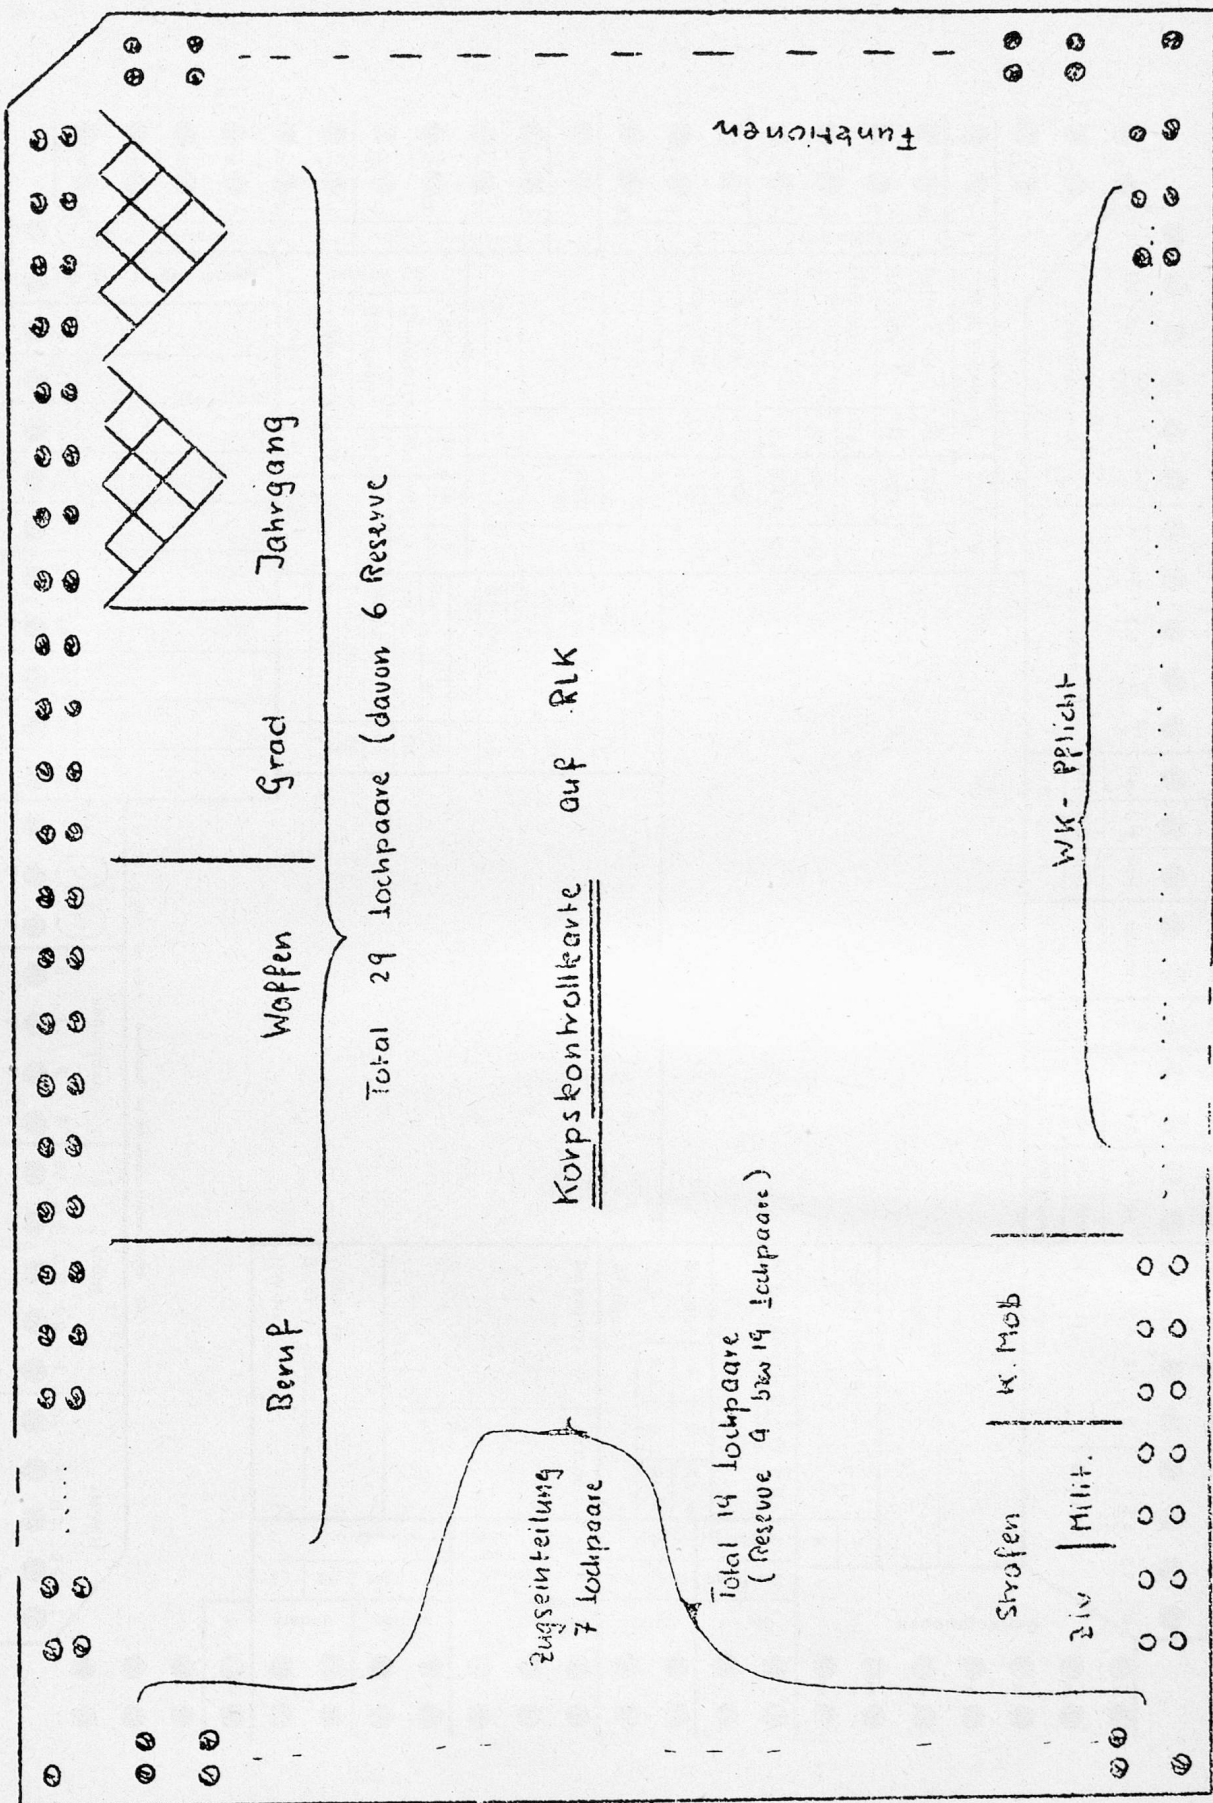 Beruf
Waffen
Grad
Jahrgang
Total 29 Lochpaare (davon 6 Reserve
Korpskontrollkarte auf RLK
Funktionen
Zugseinteilung
7 Lochpaare
Total 19 Lochpaare
(Reserve 9 bzw 19 Lochpaare)
Strafen
Ziv | Milit.
K. Mob
WK - Pflicht